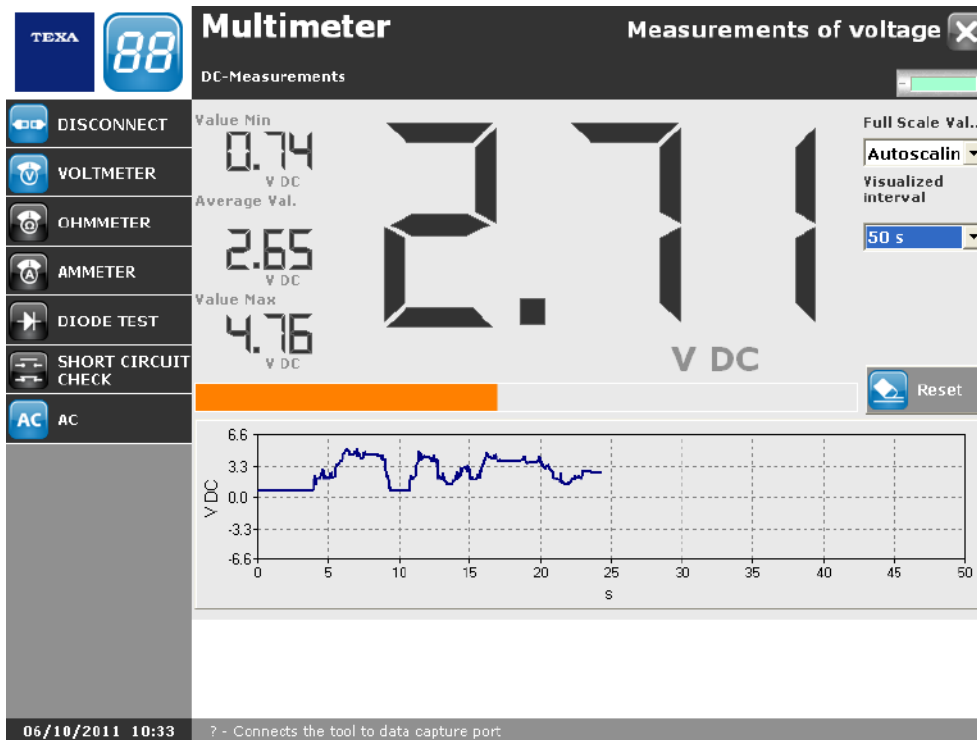 TEXA
88
Multimeter
Measurements of voltage
DC-Measurements
DISCONNECT
VOLTMETER
OHMMETER
AMMETER
DIODE TEST
SHORT CIRCUIT
CHECK
AC AC
Value Min
0.74
V DC
Average Val.
2.65
V DC
Value Max
4.76
V DC
2.71
V DC
Full Scale Val..
Autoscalin
Visualized
interval
50 s
Reset
V DC
6.6
3.3
0.0
-3.3
-6.6
0 5 10 15 20 25 30 35 40 45 50
s
06/10/2011 10:33
? - Connects the tool to data capture port